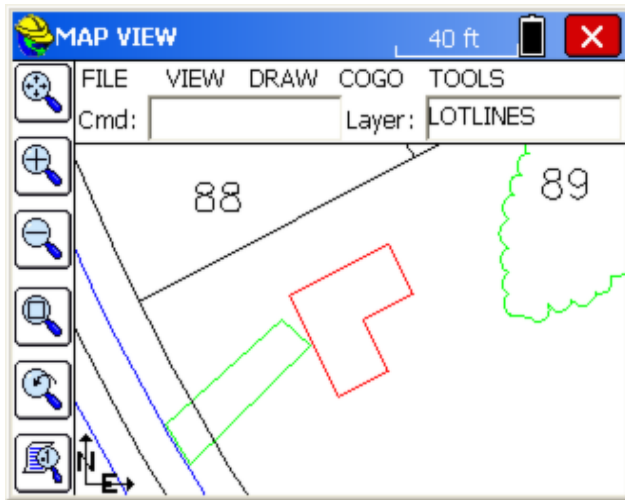 MAP VIEW 40 ft
FILE VIEW DRAW COGO TOOLS
Cmd: Layer: LOTLINES
88
89
N
E